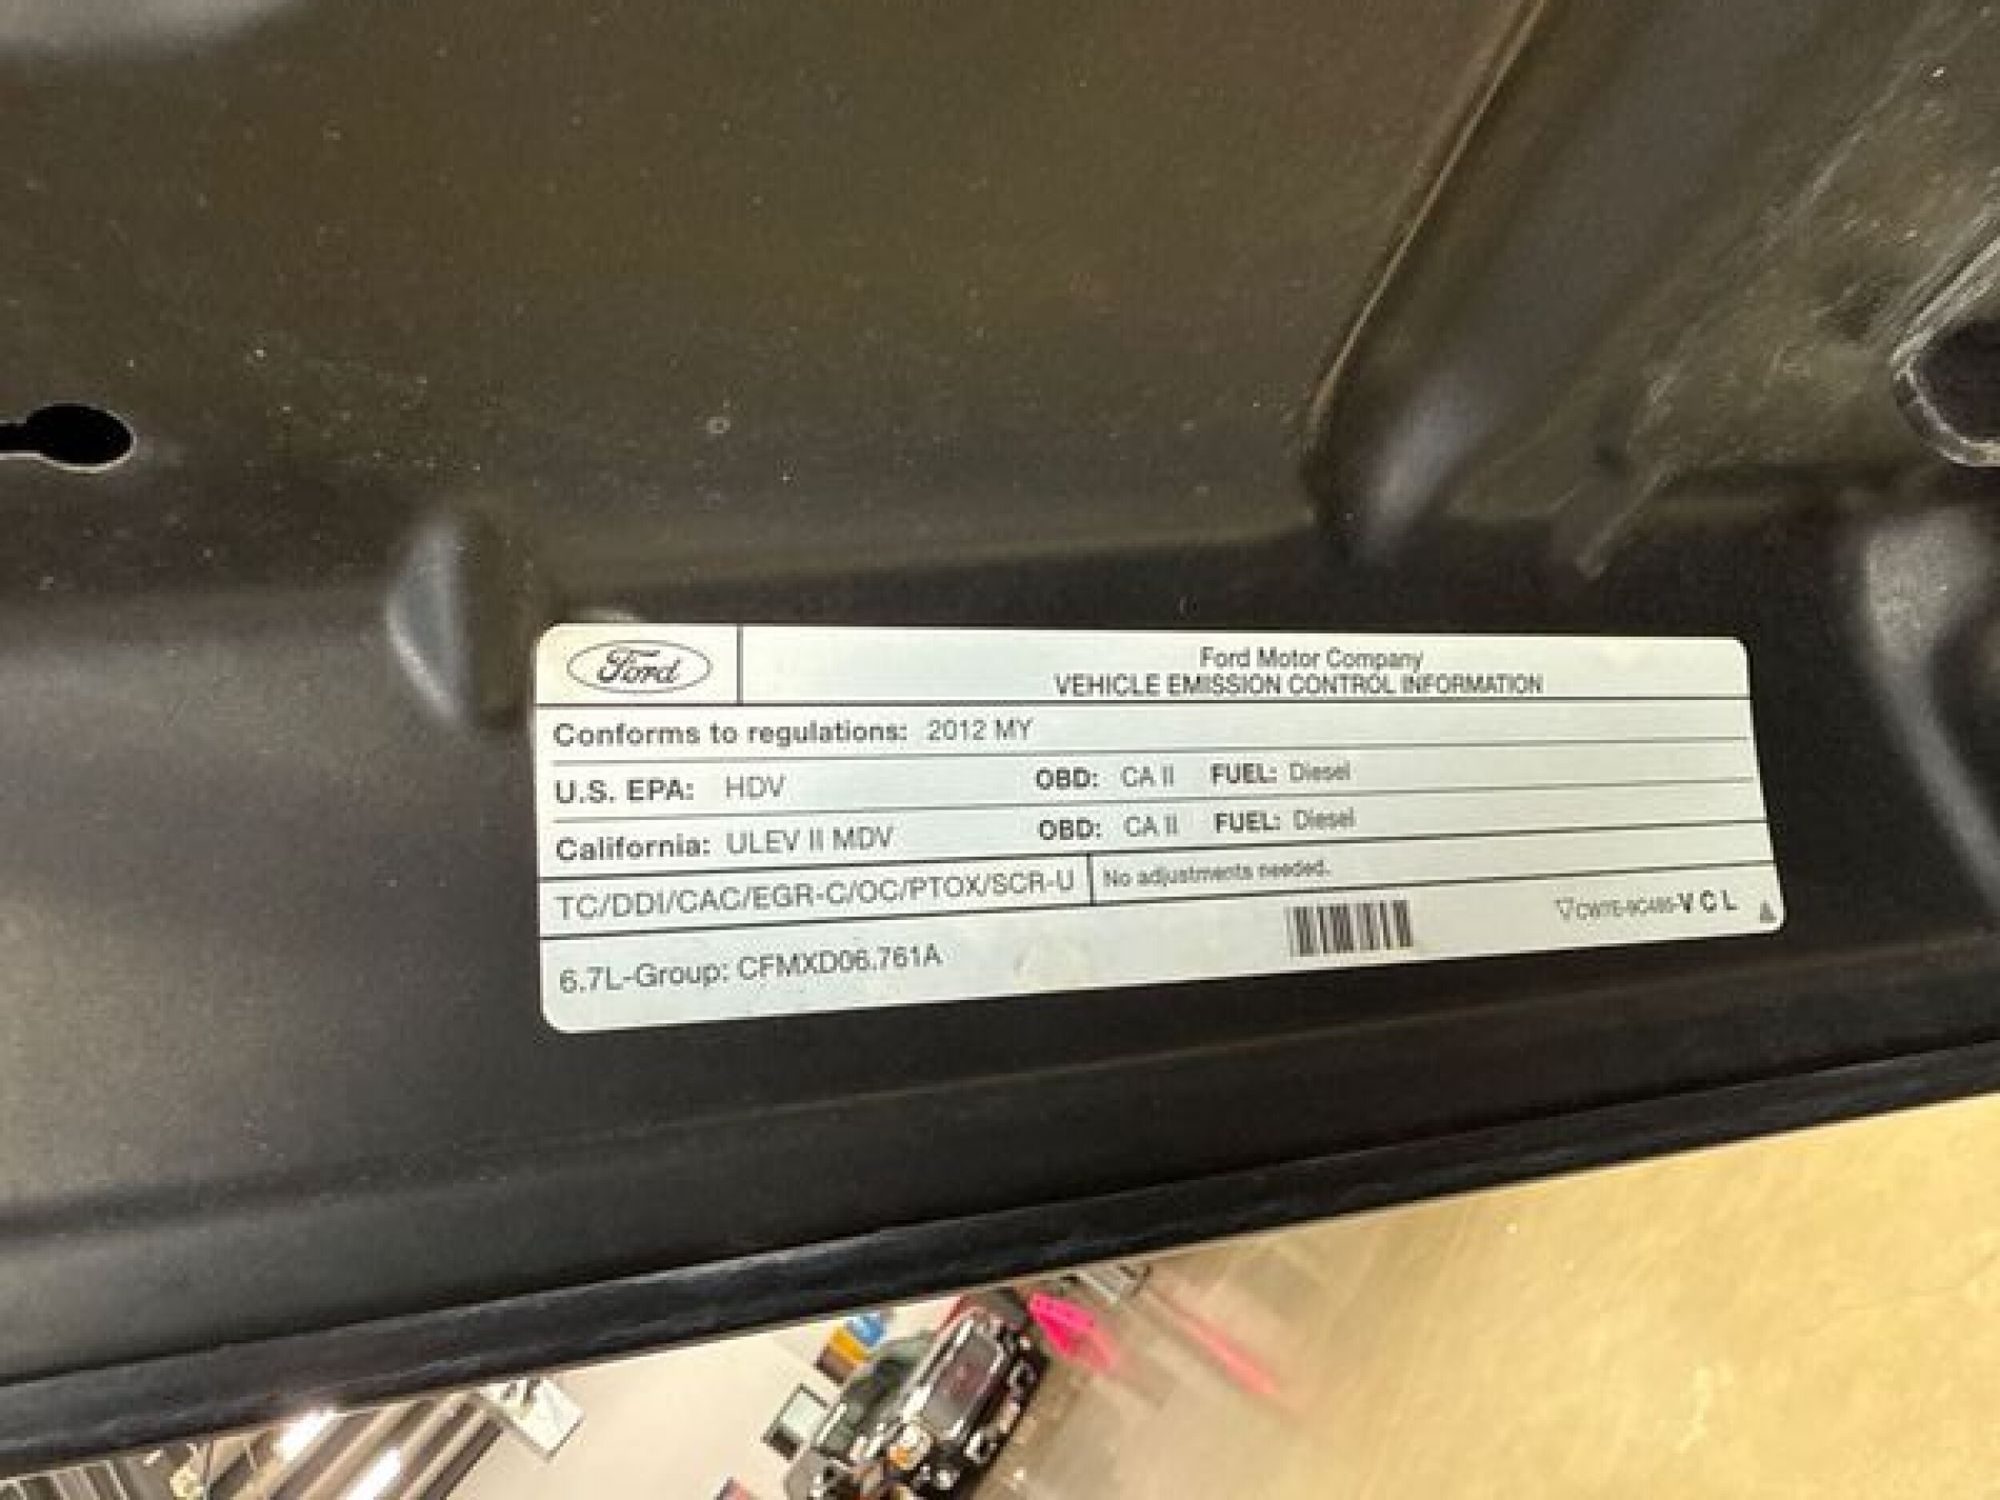 Ford
Ford Motor Company
VEHICLE EMISSION CONTROL INFORMATION
Conforms to regulations: 2012 MY
U.S. EPA: HDV OBD: CA II FUEL: Diesel
California: ULEV II MDV OBD: CA II FUEL: Diesel
TC/DDI/CAC/EGR-C/OC/PTOX/SCR-U No adjustments needed.
6.7L-Group: CFMXD06.761A
VCL